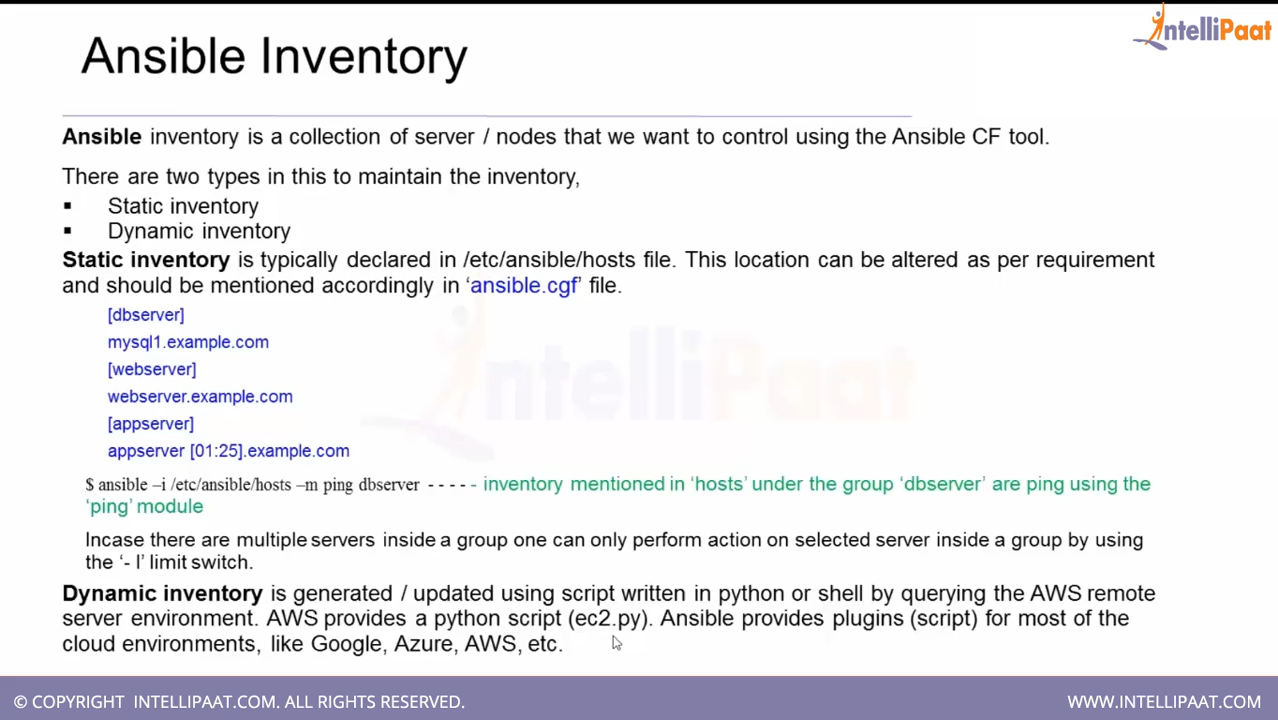 IntelliPaat
Ansible Inventory
Ansible inventory is a collection of server / nodes that we want to control using the Ansible CF tool.
There are two types in this to maintain the inventory,
▪ Static inventory
▪ Dynamic inventory
Static inventory is typically declared in /etc/ansible/hosts file. This location can be altered as per requirement
and should be mentioned accordingly in ‘ansible.cgf’ file.
[dbserver]
mysql1.example.com
[webserver]
webserver.example.com
[appserver]
appserver [01:25].example.com
IntelliPaat
$ ansible –i /etc/ansible/hosts –m ping dbserver - - - - - inventory mentioned in ‘hosts’ under the group ‘dbserver’ are ping using the
‘ping’ module
Incase there are multiple servers inside a group one can only perform action on selected server inside a group by using
the ‘- l’ limit switch.
Dynamic inventory is generated / updated using script written in python or shell by querying the AWS remote
server environment. AWS provides a python script (ec2.py). Ansible provides plugins (script) for most of the
cloud environments, like Google, Azure, AWS, etc.
© COPYRIGHT INTELLIPAAT.COM. ALL RIGHTS RESERVED.
WWW.INTELLIPAAT.COM